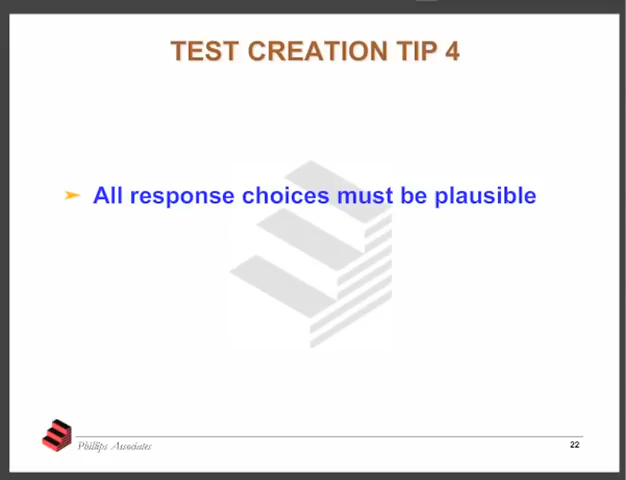 TEST CREATION TIP 4
➢ All response choices must be plausible
Phillips Associates
22